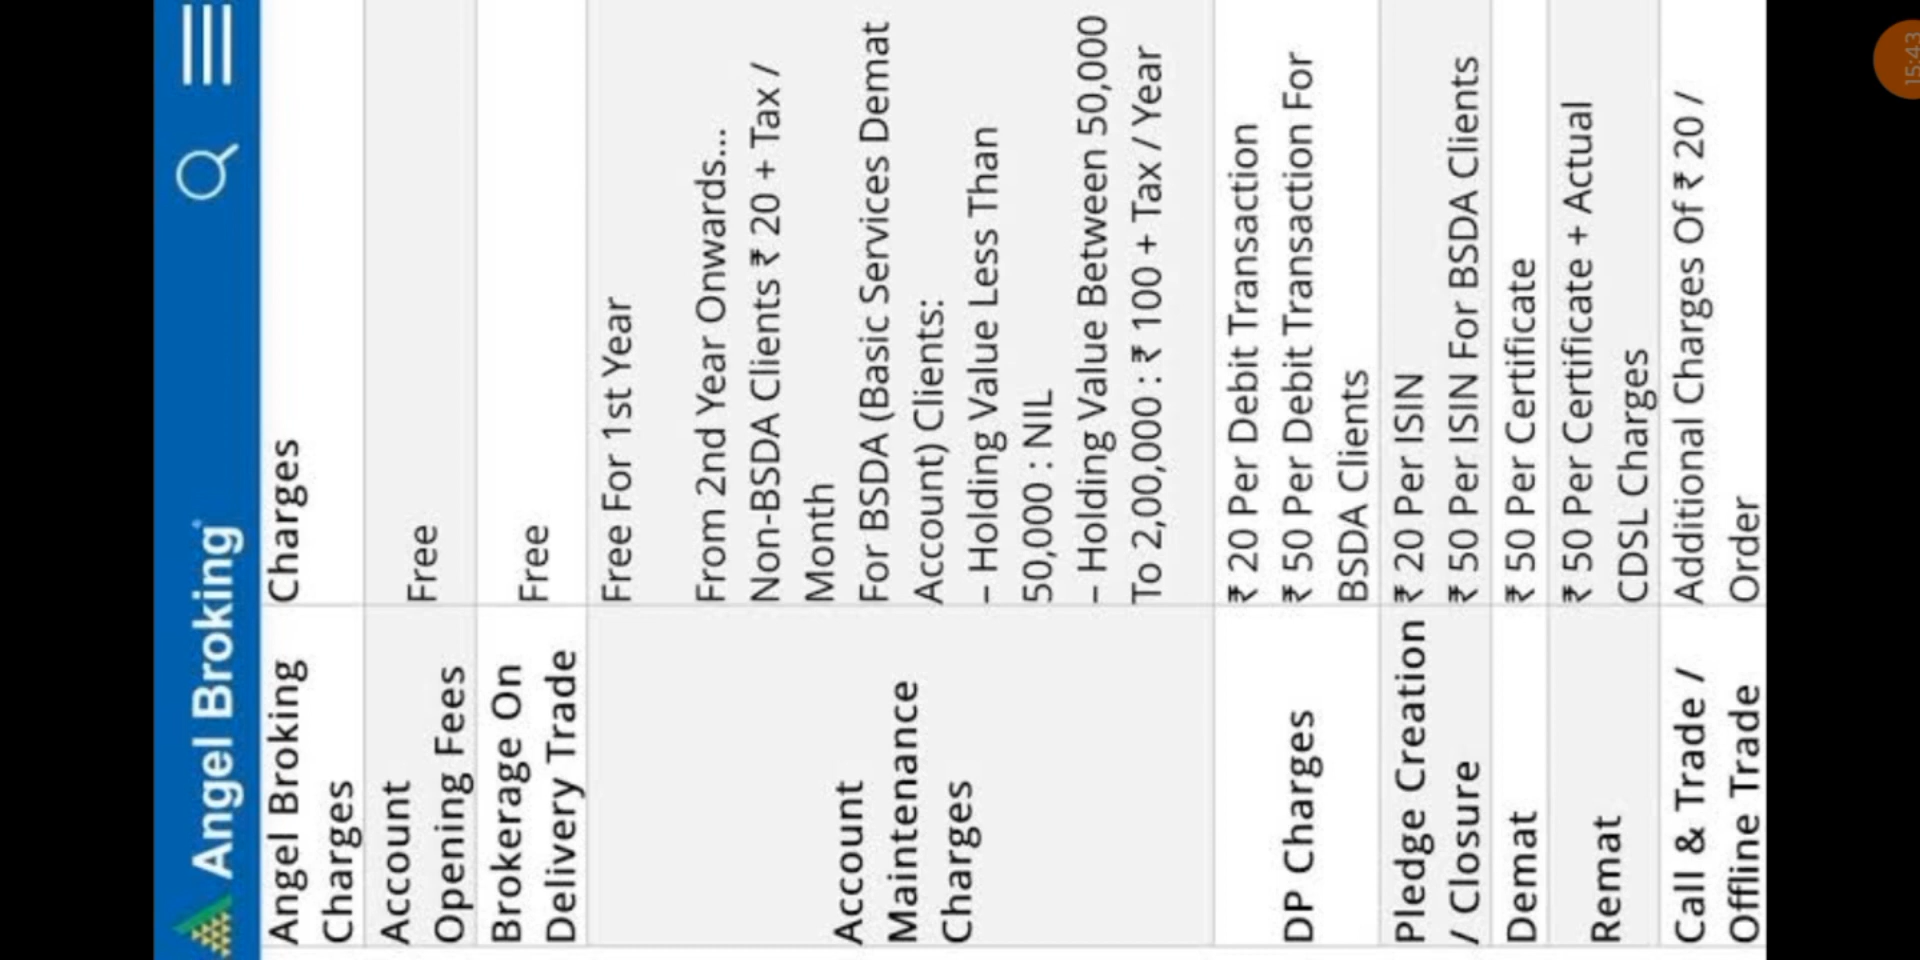 Angel Broking
Angel Broking
Charges
Charges
Account
Opening Fees
Free
Brokerage On
Delivery Trade
Free
Account
Maintenance
Charges
Free For 1st Year
From 2nd Year Onwards...
Non-BSDA Clients ₹ 20 + Tax /
Month
For BSDA (Basic Services Demat
Account) Clients:
– Holding Value Less Than
50,000 : NIL
– Holding Value Between 50,000
To 2,00,000 : ₹ 100 + Tax / Year
DP Charges
₹ 20 Per Debit Transaction
₹ 50 Per Debit Transaction For
BSDA Clients
Pledge Creation
/ Closure
₹ 20 Per ISIN
₹ 50 Per ISIN For BSDA Clients
Demat
₹ 50 Per Certificate
Remat
₹ 50 Per Certificate + Actual
CDSL Charges
Call & Trade /
Offline Trade
Additional Charges Of ₹ 20 /
Order
15:43